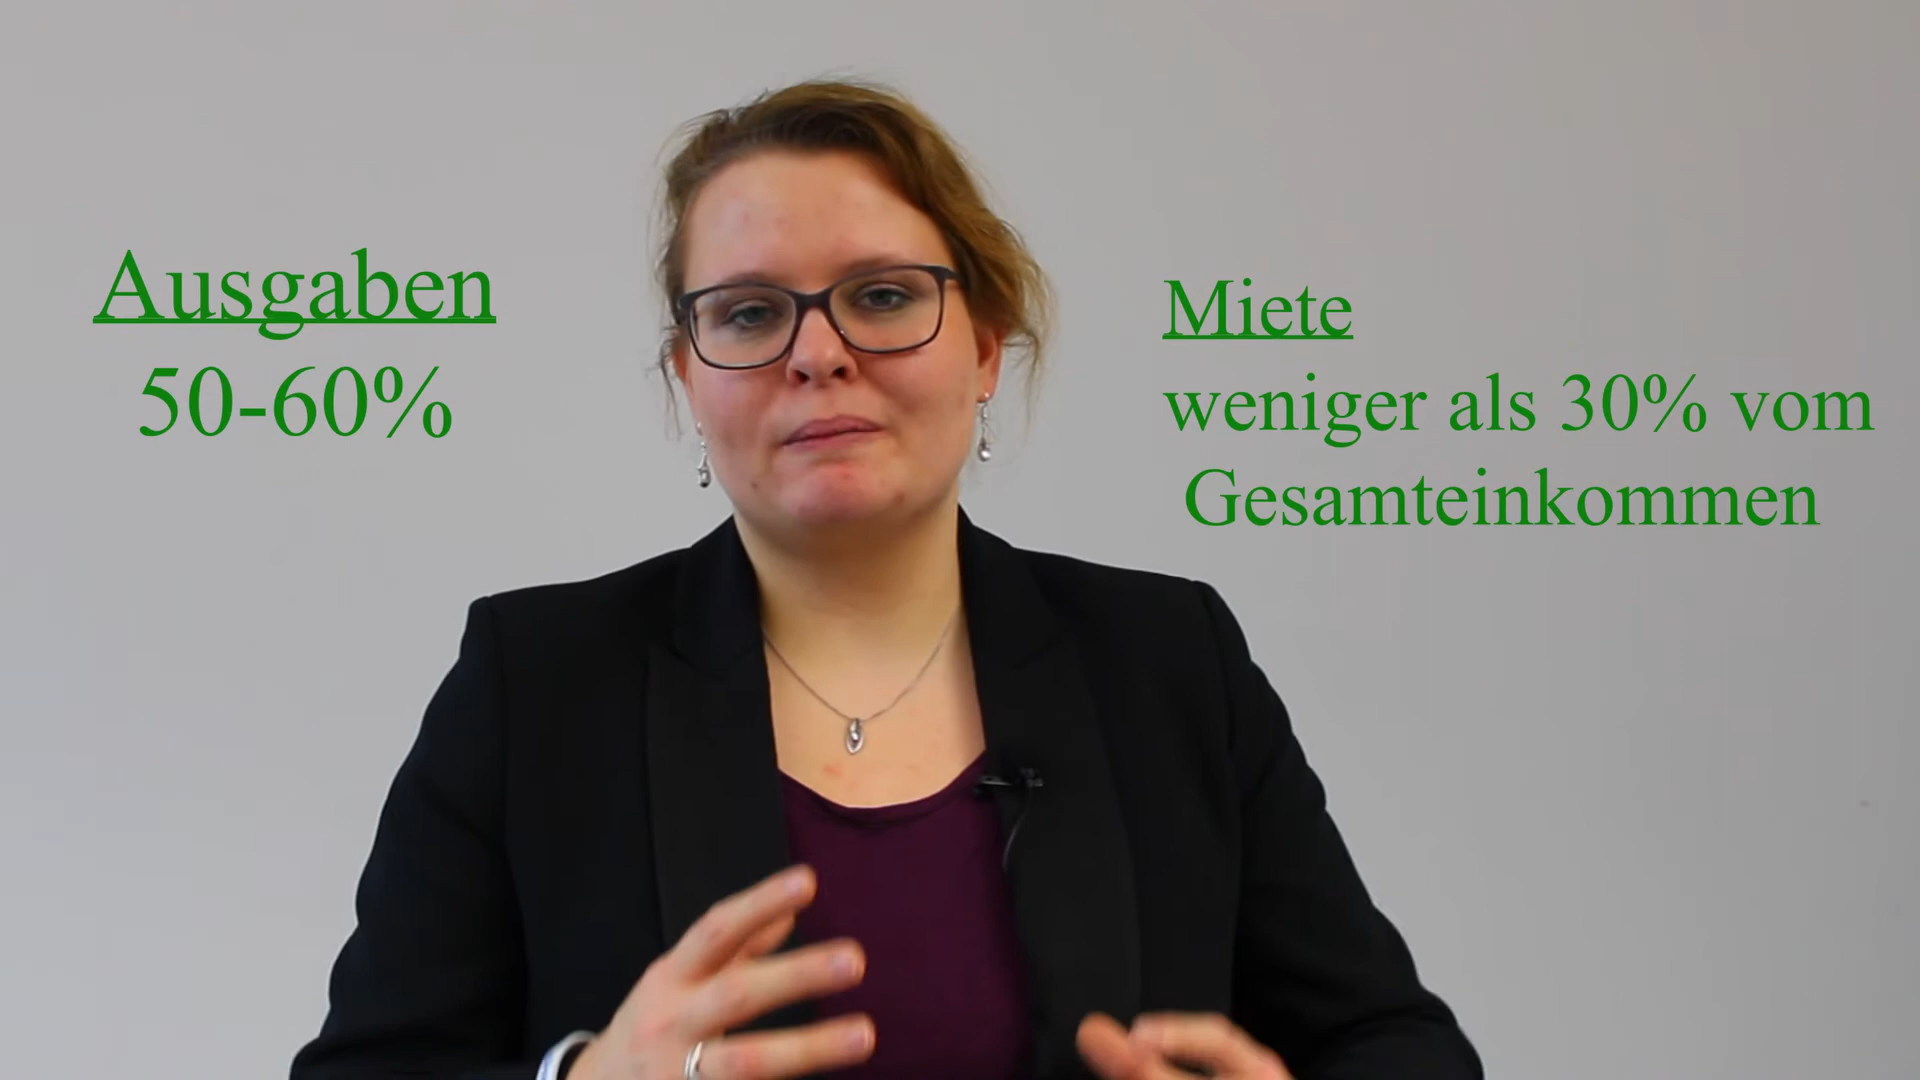 Ausgaben
50-60%
Miete
weniger als 30% vom
Gesamteinkommen